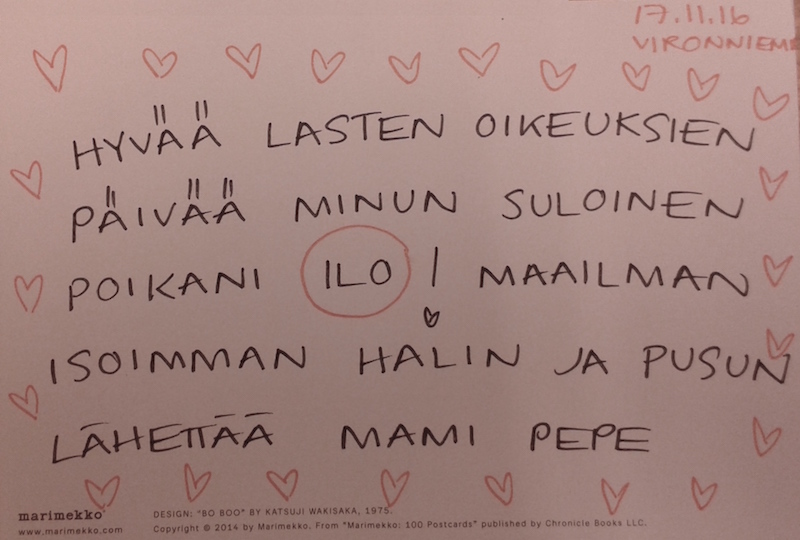 17.11.16
VIRONNIEM
HYVÄÄ LASTEN OIKEUKSIEN
PÄIVÄÄ MINUN SULOINEN
POIKANI ILO! MAAILMAN
ISOIMMAN HALIN JA PUSUN
LÄHETTÄÄ MAMI PEPE
marimekko®
www.marimekko.com
DESIGN: "BO BOO" BY KATSUJI WAKISAKA, 1975.
Copyright © 2014 by Marimekko. From "Marimekko: 100 Postcards" published by Chronicle Books LLC.